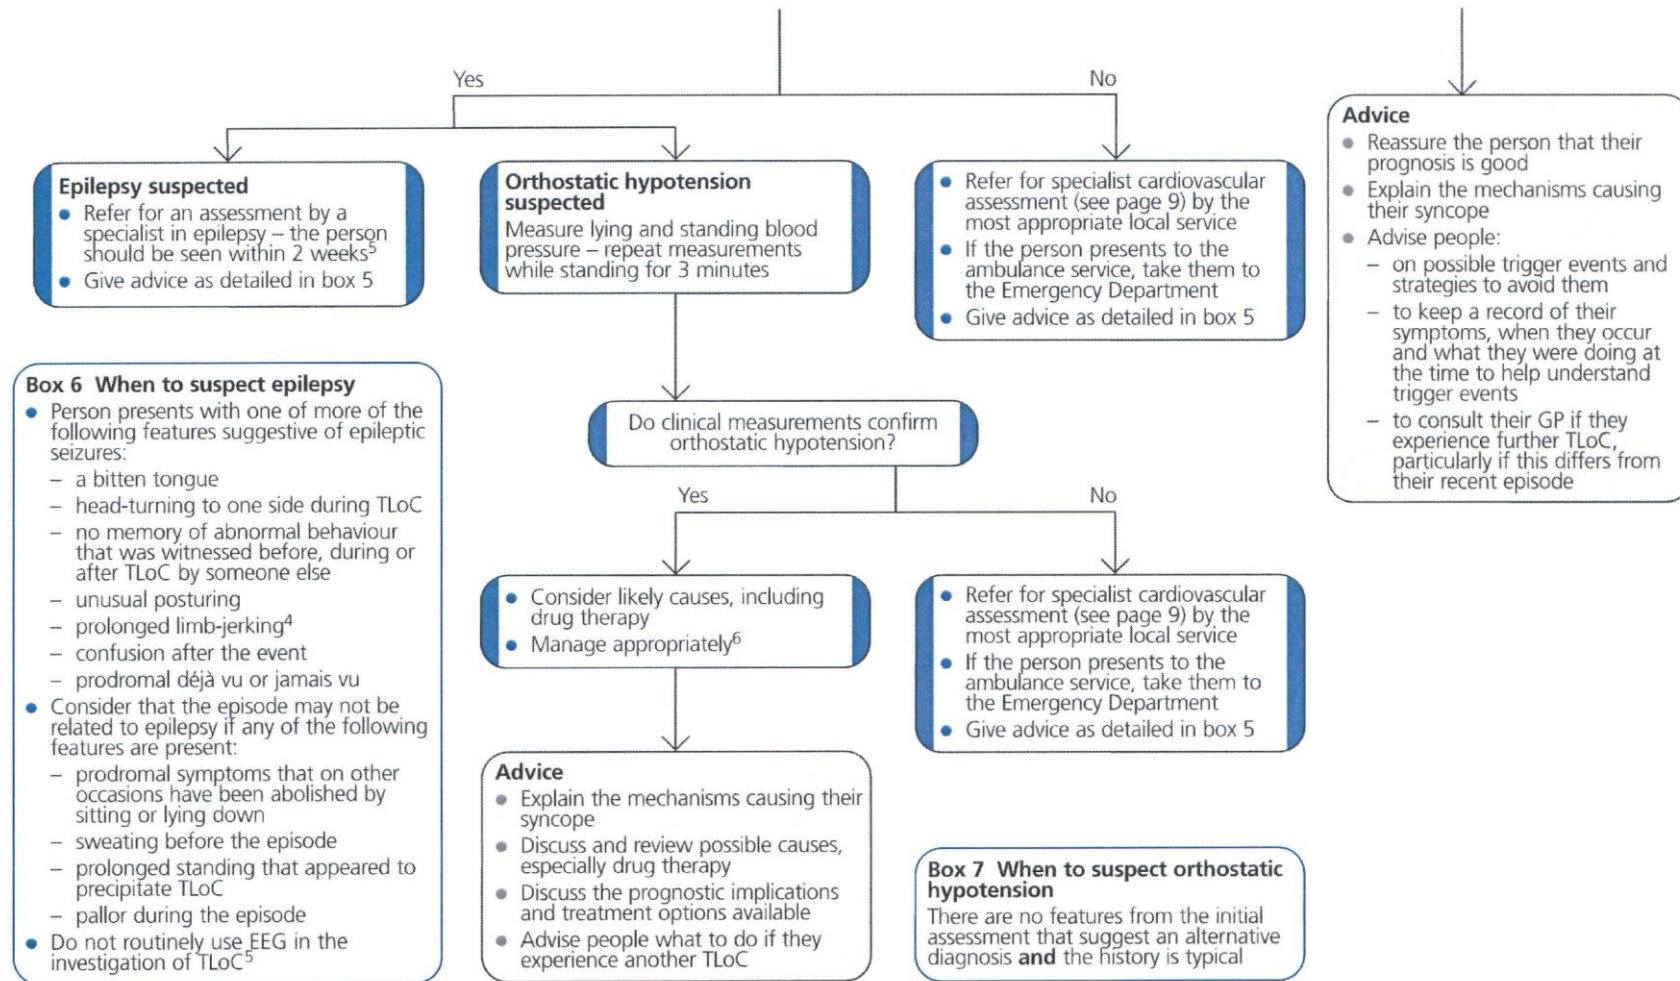 Yes
No
Epilepsy suspected
• Refer for an assessment by a
specialist in epilepsy – the person
should be seen within 2 weeks5
• Give advice as detailed in box 5
Orthostatic hypotension
suspected
Measure lying and standing blood
pressure – repeat measurements
while standing for 3 minutes
• Refer for specialist cardiovascular
assessment (see page 9) by the
most appropriate local service
• If the person presents to the
ambulance service, take them to
the Emergency Department
• Give advice as detailed in box 5
Advice
• Reassure the person that their
prognosis is good
• Explain the mechanisms causing
their syncope
• Advise people:
– on possible trigger events and
strategies to avoid them
– to keep a record of their
symptoms, when they occur
and what they were doing at
the time to help understand
trigger events
– to consult their GP if they
experience further TLoC,
particularly if this differs from
their recent episode
Box 6 When to suspect epilepsy
• Person presents with one of more of the
following features suggestive of epileptic
seizures:
– a bitten tongue
– head-turning to one side during TLoC
– no memory of abnormal behaviour
that was witnessed before, during or
after TLoC by someone else
– unusual posturing
– prolonged limb-jerking4
– confusion after the event
– prodromal déjà vu or jamais vu
• Consider that the episode may not be
related to epilepsy if any of the following
features are present:
– prodromal symptoms that on other
occasions have been abolished by
sitting or lying down
– sweating before the episode
– prolonged standing that appeared to
precipitate TLoC
– pallor during the episode
• Do not routinely use EEG in the
investigation of TLoC5
Do clinical measurements confirm
orthostatic hypotension?
Yes
No
• Consider likely causes, including
drug therapy
• Manage appropriately6
• Refer for specialist cardiovascular
assessment (see page 9) by the
most appropriate local service
• If the person presents to the
ambulance service, take them to
the Emergency Department
• Give advice as detailed in box 5
Advice
• Explain the mechanisms causing their
syncope
• Discuss and review possible causes,
especially drug therapy
• Discuss the prognostic implications
and treatment options available
• Advise people what to do if they
experience another TLoC
Box 7 When to suspect orthostatic
hypotension
There are no features from the initial
assessment that suggest an alternative
diagnosis and the history is typical